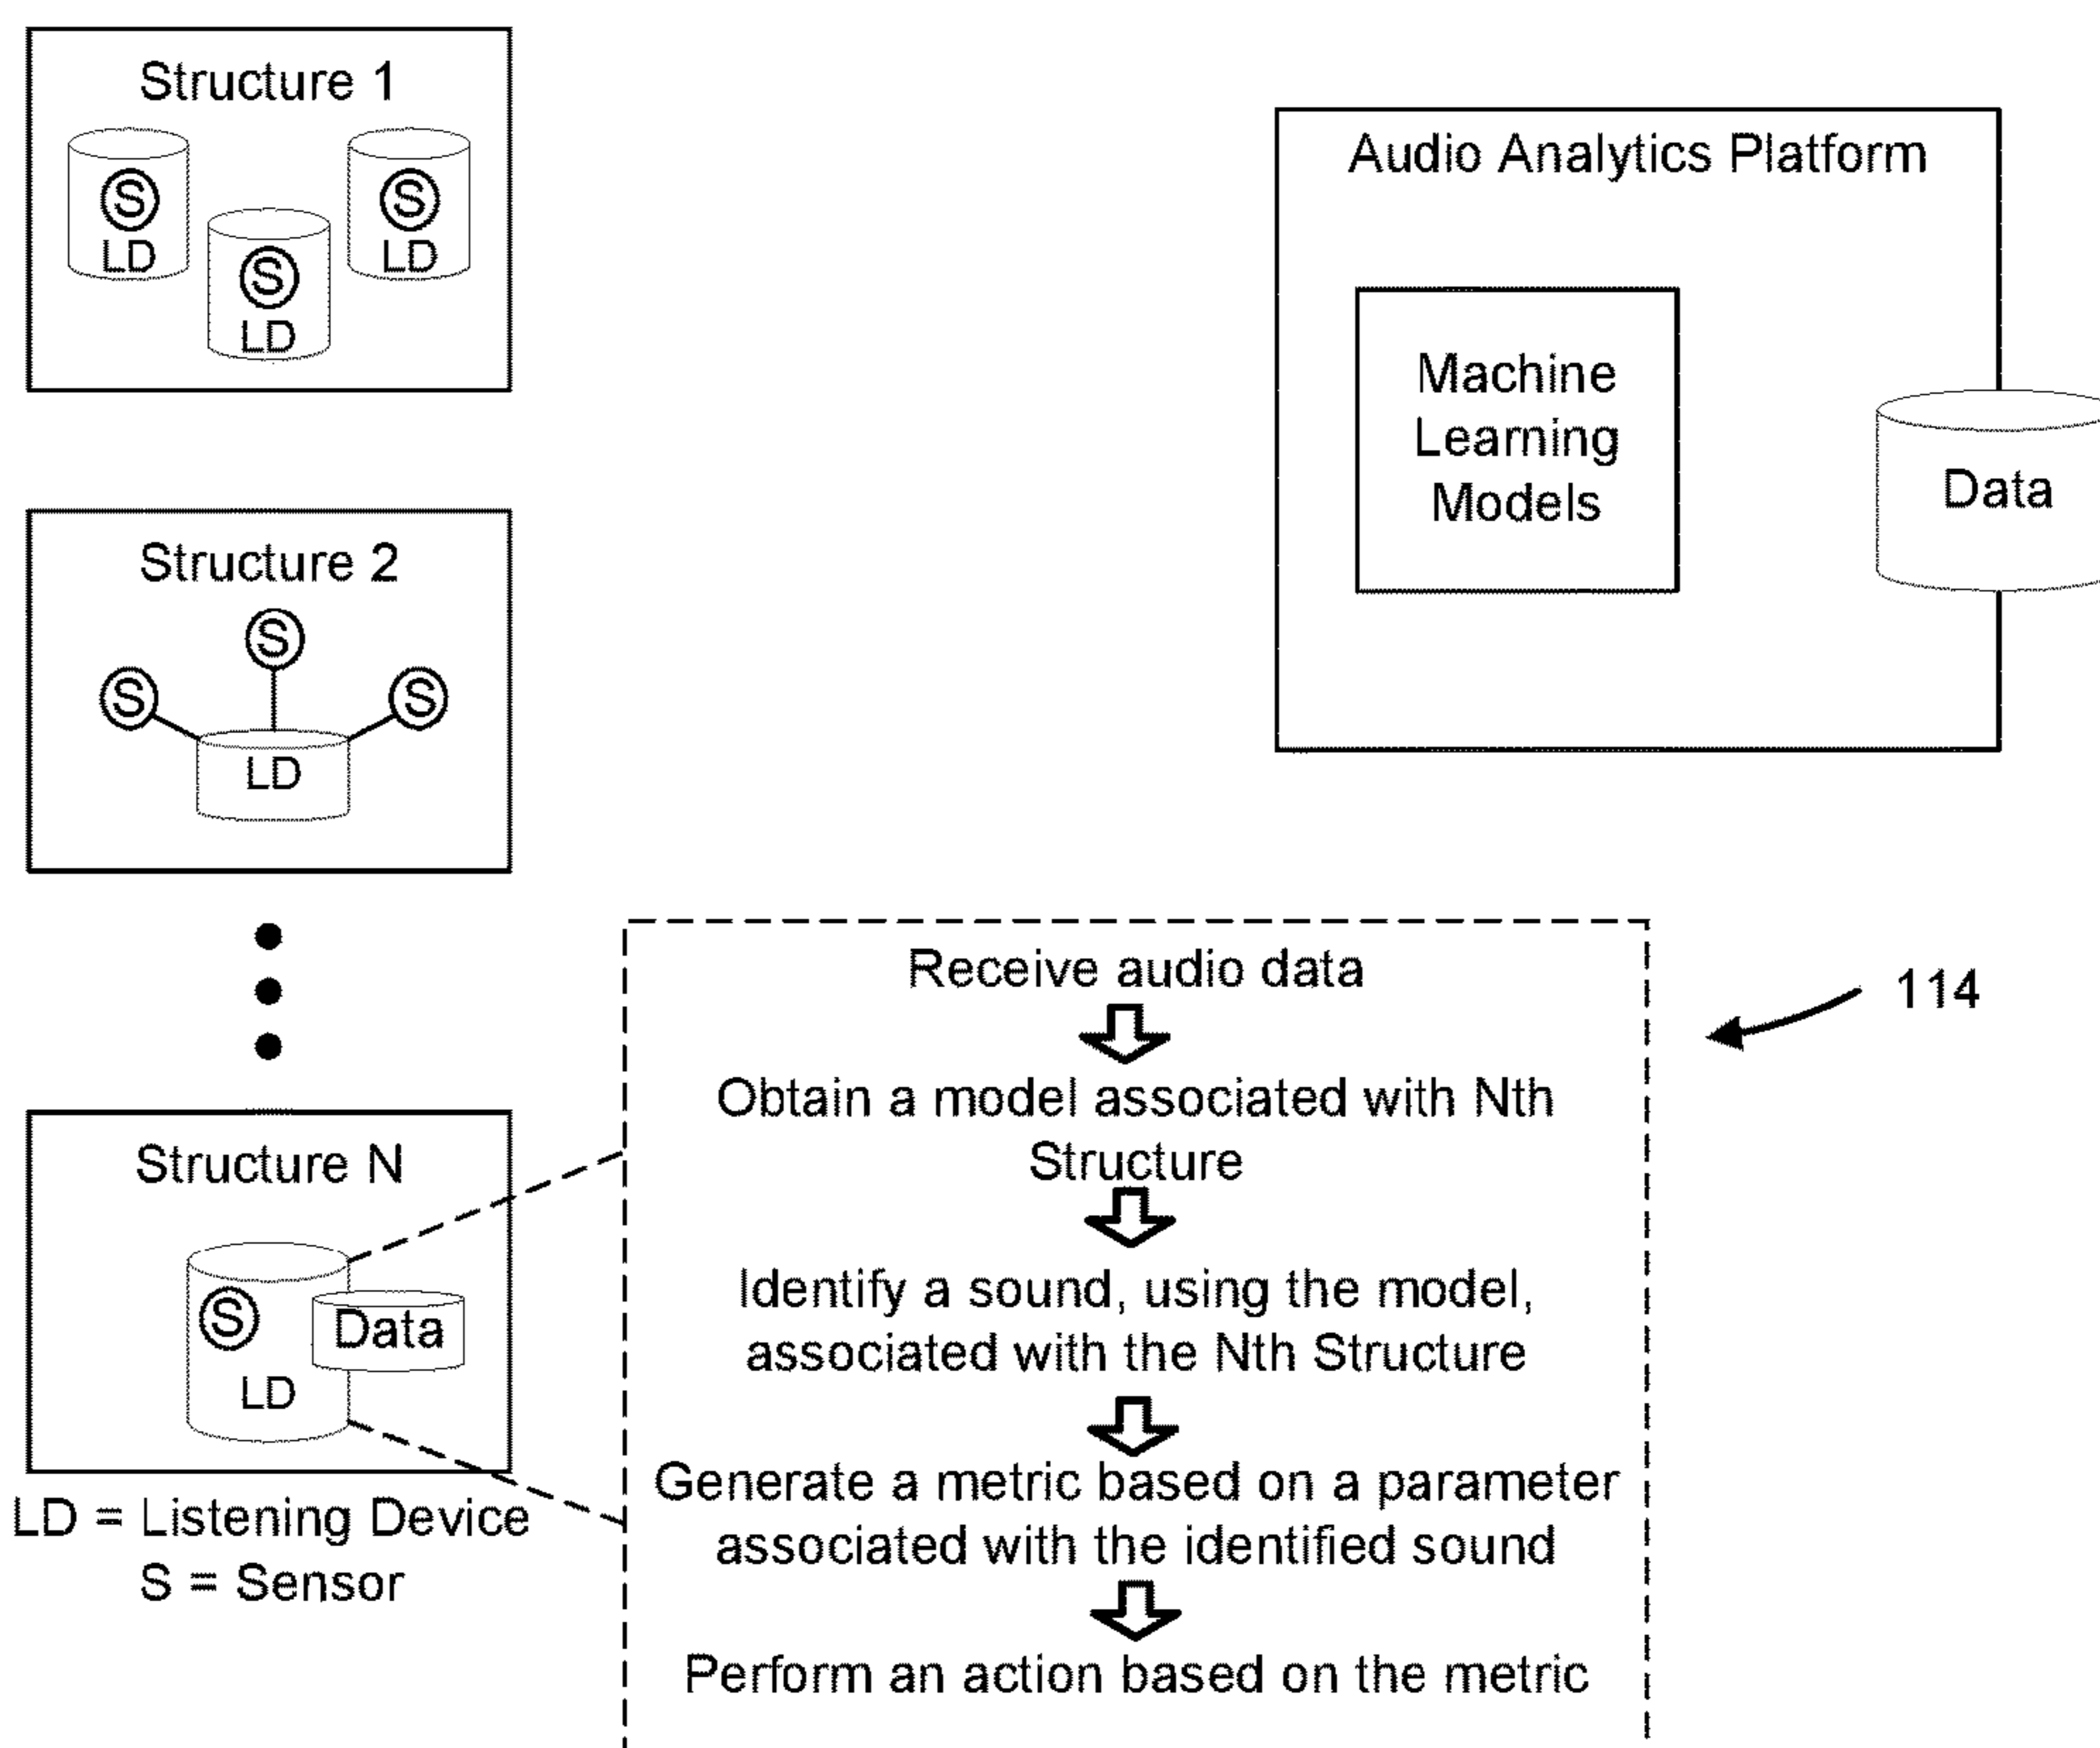 Structure 1
S
LD
S
LD
S
LD
Audio Analytics Platform
Machine
Learning
Models
Data
Structure 2
S
S
S
LD
Structure N
S
Data
LD
LD = Listening Device
S = Sensor
Receive audio data
Obtain a model associated with Nth
Structure
Identify a sound, using the model,
associated with the Nth Structure
Generate a metric based on a parameter
associated with the identified sound
Perform an action based on the metric
114